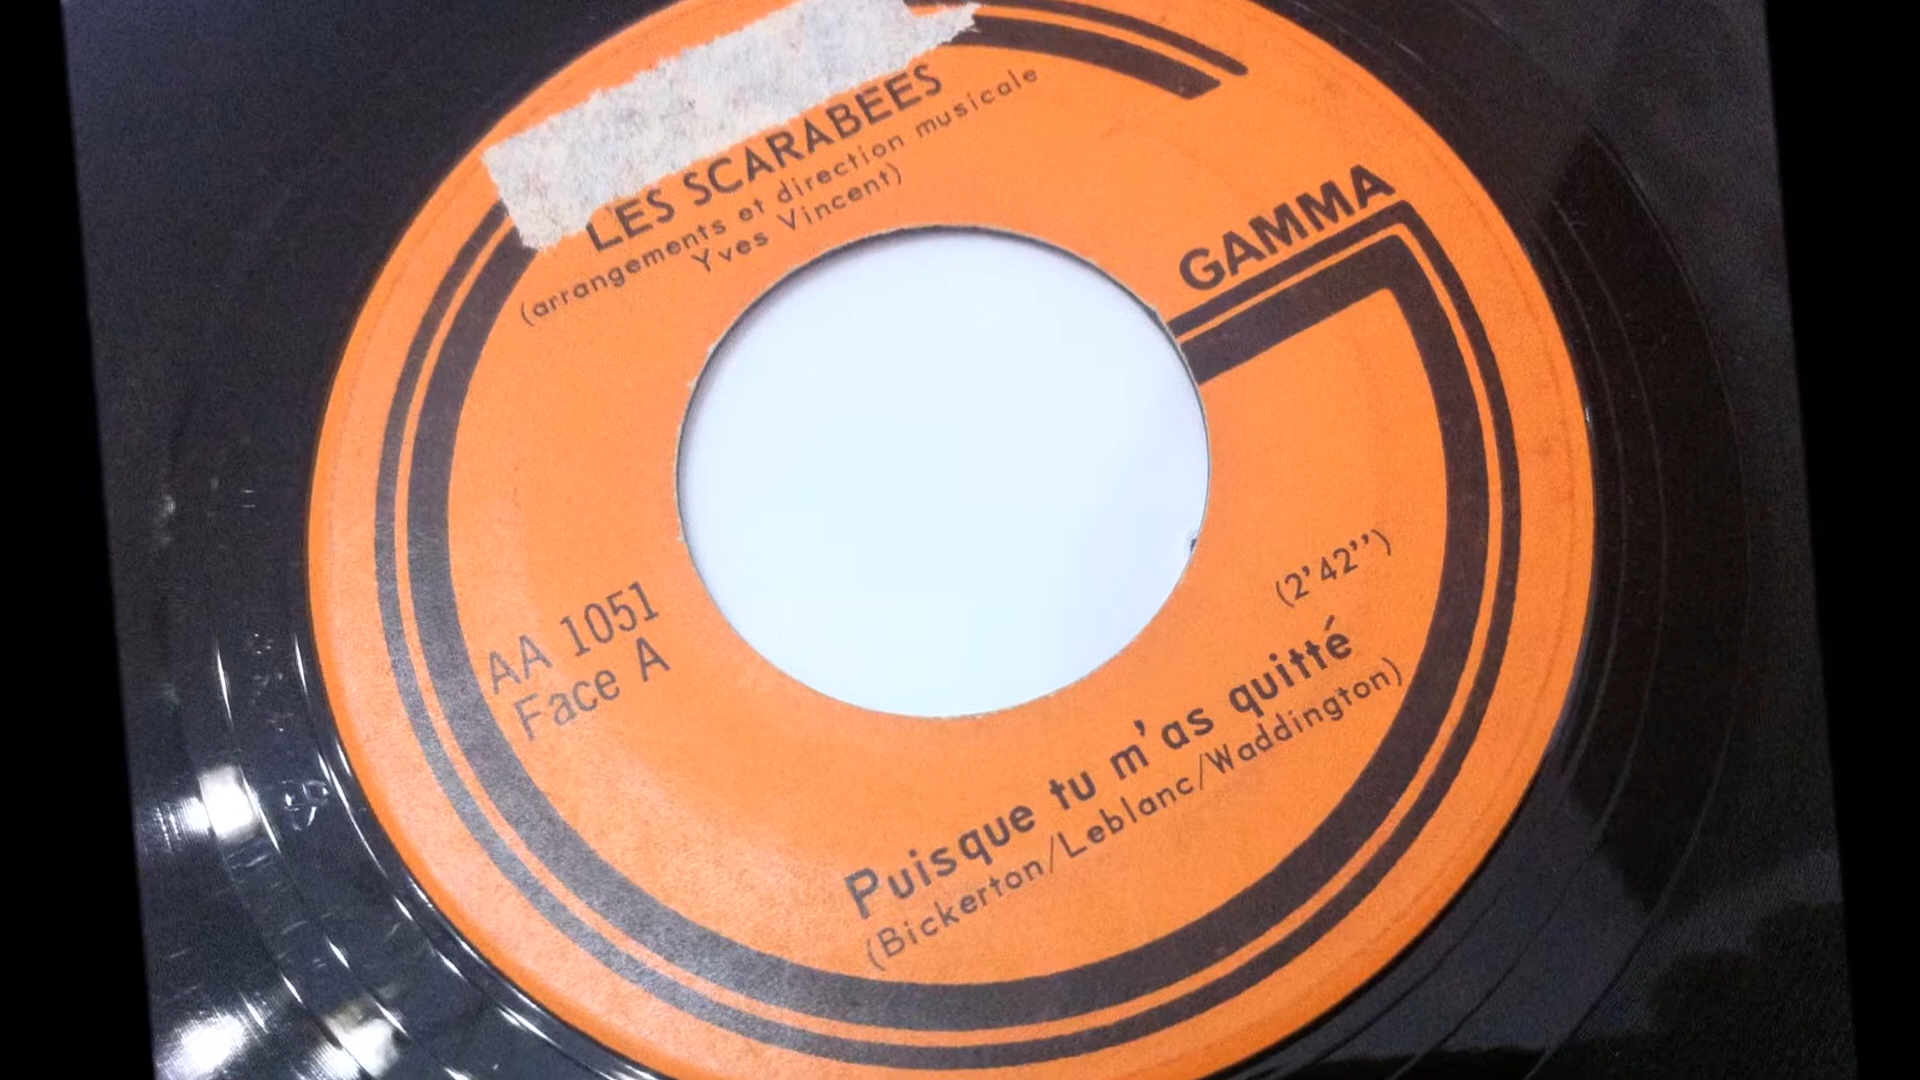 LES SCARABÉES
(arrangements et direction musicale
Yves Vincent)
GAMMA
AA 1051
Face A
(2'42'')
Puisque tu m'as quitté
(Bickerton/Leblanc/Waddington)